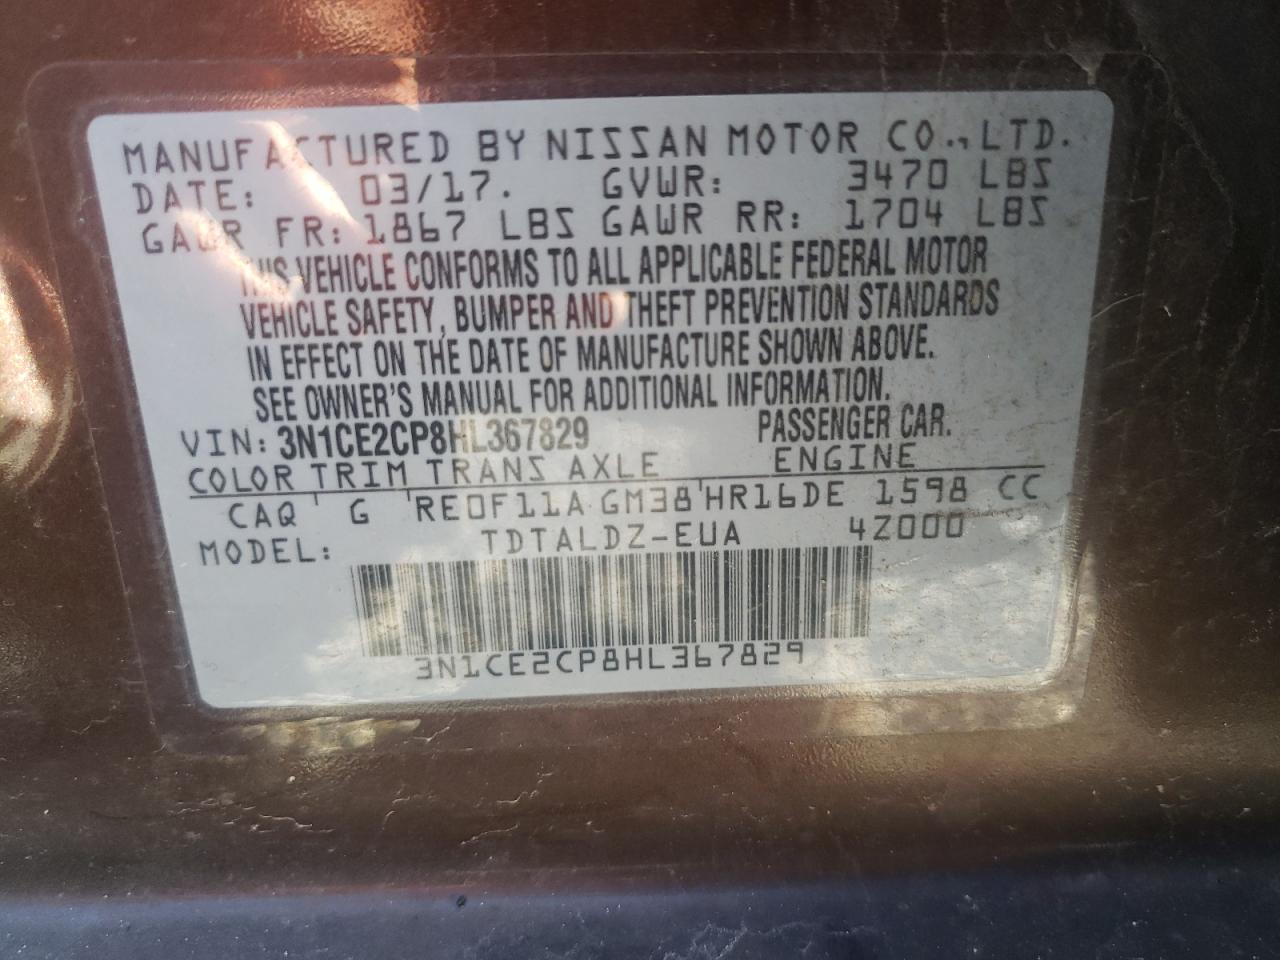 MANUFACTURED BY NISSAN MOTOR CO., LTD.
DATE: 03/17. GVWR: 3470 LBS
GAWR FR: 1867 LBS GAWR RR: 1704 LBS
THIS VEHICLE CONFORMS TO ALL APPLICABLE FEDERAL MOTOR
VEHICLE SAFETY, BUMPER AND THEFT PREVENTION STANDARDS
IN EFFECT ON THE DATE OF MANUFACTURE SHOWN ABOVE.
SEE OWNER'S MANUAL FOR ADDITIONAL INFORMATION.
VIN: 3N1CE2CP8HL367829 PASSENGER CAR.
COLOR TRIM TRANS AXLE ENGINE
CAQ G RE0F11A GM38 HR16DE 1598 CC
MODEL: TDTALDZ-EUA 4Z000
3N1CE2CP8HL367829